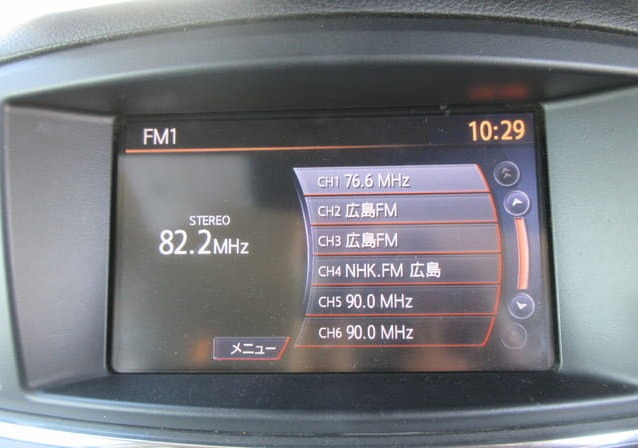 FM1
10:29
STEREO
82.2MHz
CH1 76.6 MHz
CH2 広島FM
CH3 広島FM
CH4 NHK.FM 広島
CH5 90.0 MHz
CH6 90.0 MHz
メニュー